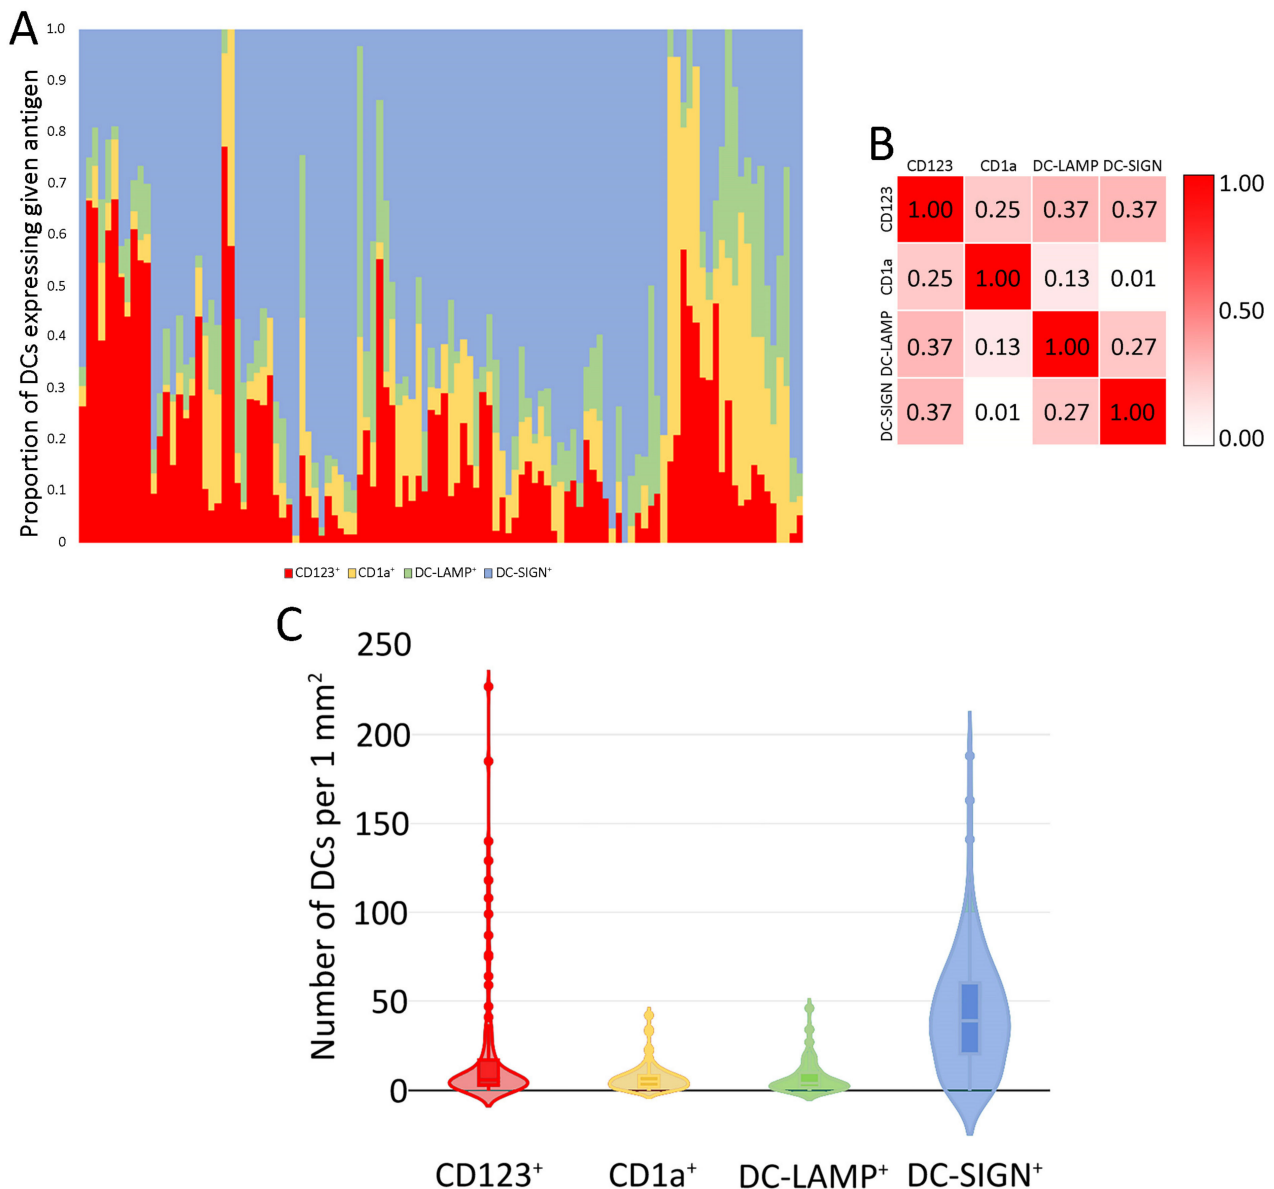 A
Proportion of DCs expressing given antigen
1.0
0.9
0.8
0.7
0.6
0.5
0.4
0.3
0.2
0.1
0
CD123⁺ CD1a⁺ DC-LAMP⁺ DC-SIGN⁺
B
CD123 CD1a DC-LAMP DC-SIGN
CD123 1.00 0.25 0.37 0.37
CD1a 0.25 1.00 0.13 0.01
DC-LAMP 0.37 0.13 1.00 0.27
DC-SIGN 0.37 0.01 0.27 1.00
1.00
0.50
0.00
C
Number of DCs per 1 mm²
250
200
150
100
50
0
CD123⁺ CD1a⁺ DC-LAMP⁺ DC-SIGN⁺